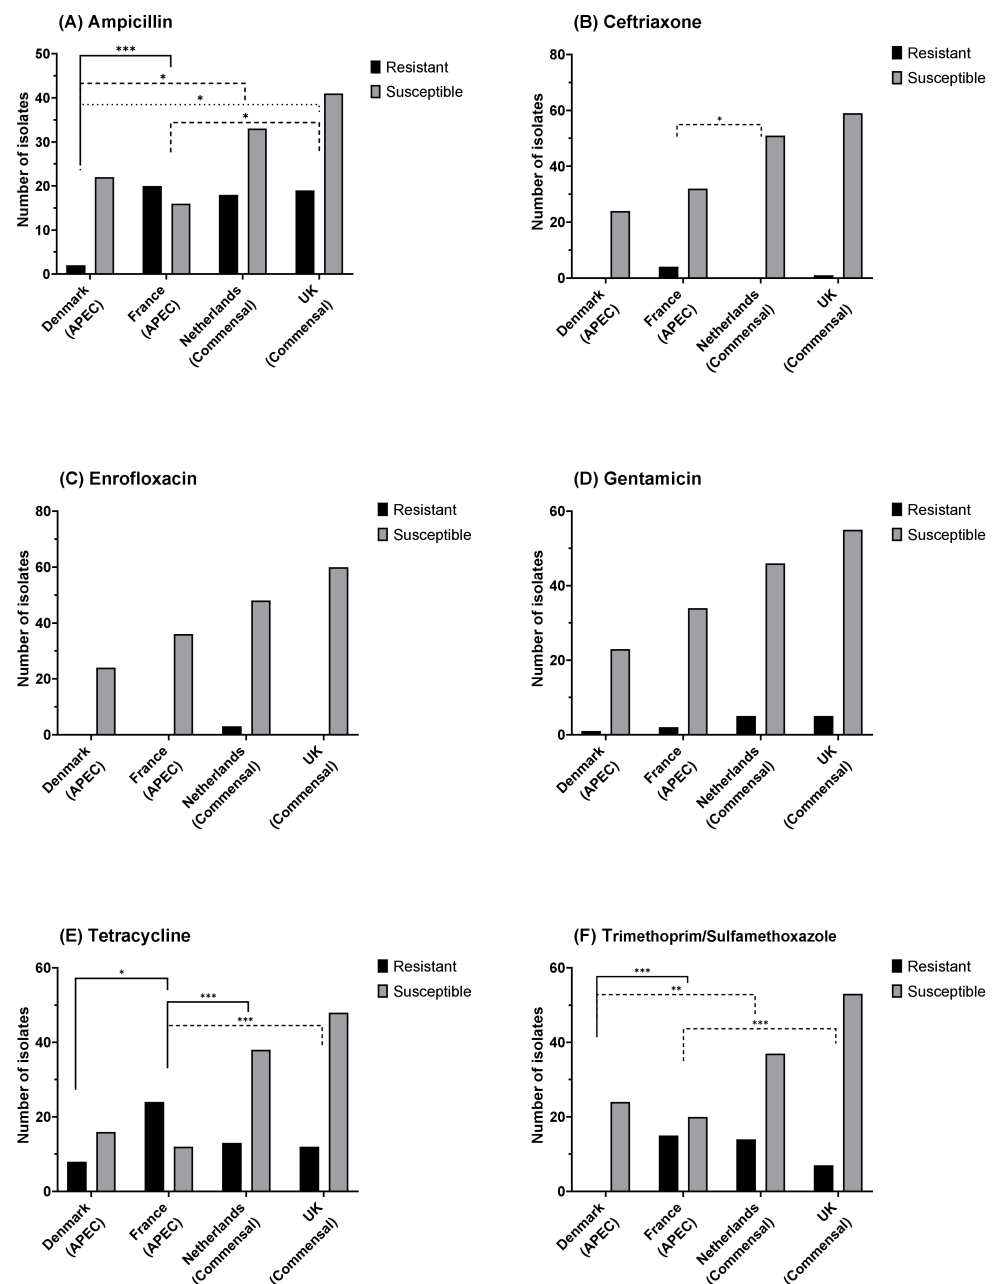 (A) Ampicillin
Number of isolates
50
40
30
20
10
0
***
*
*
*
Resistant
Susceptible
Denmark
(APEC)
France
(APEC)
Netherlands
(Commensal)
UK
(Commensal)
(B) Ceftriaxone
Number of isolates
80
60
40
20
0
*
Resistant
Susceptible
Denmark
(APEC)
France
(APEC)
Netherlands
(Commensal)
UK
(Commensal)
(C) Enrofloxacin
Number of isolates
80
60
40
20
0
Resistant
Susceptible
Denmark
(APEC)
France
(APEC)
Netherlands
(Commensal)
UK
(Commensal)
(D) Gentamicin
Number of isolates
60
40
20
0
Resistant
Susceptible
Denmark
(APEC)
France
(APEC)
Netherlands
(Commensal)
UK
(Commensal)
(E) Tetracycline
Number of isolates
60
40
20
0
*
***
***
Resistant
Susceptible
Denmark
(APEC)
France
(APEC)
Netherlands
(Commensal)
UK
(Commensal)
(F) Trimethoprim/Sulfamethoxazole
Number of isolates
60
40
20
0
***
**
***
Resistant
Susceptible
Denmark
(APEC)
France
(APEC)
Netherlands
(Commensal)
UK
(Commensal)